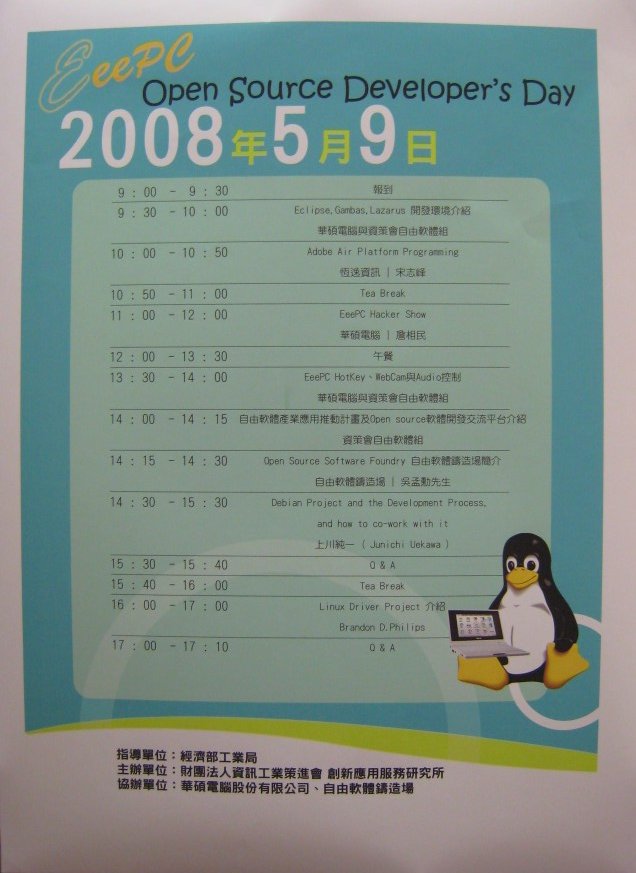 EeePC
Open Source Developer's Day
2008年5月9日
9 : 00 - 9 : 30 報到
9 : 30 - 10 : 00 Eclipse,Gambas,Lazarus 開發環境介紹
華碩電腦與資策會自由軟體組
10 : 00 - 10 : 50 Adobe Air Platform Programming
恆逸資訊 | 宋志峰
10 : 50 - 11 : 00 Tea Break
11 : 00 - 12 : 00 EeePC Hacker Show
華碩電腦 | 詹相民
12 : 00 - 13 : 30 午餐
13 : 30 - 14 : 00 EeePC HotKey、WebCam與Audio控制
華碩電腦與資策會自由軟體組
14 : 00 - 14 : 15 自由軟體產業應用推動計畫及Open source軟體開發交流平台介紹
資策會自由軟體組
14 : 15 - 14 : 30 Open Source Software Foundry 自由軟體鑄造場簡介
自由軟體鑄造場 | 吳孟勳先生
14 : 30 - 15 : 30 Debian Project and the Development Process,
and how to co-work with it
上川純一 ( Junichi Uekawa )
15 : 30 - 15 : 40 Q & A
15 : 40 - 16 : 00 Tea Break
16 : 00 - 17 : 00 Linux Driver Project 介紹
Brandon D.Philips
17 : 00 - 17 : 10 Q & A
指導單位：經濟部工業局
主辦單位：財團法人資訊工業策進會 創新應用服務研究所
協辦單位：華碩電腦股份有限公司、自由軟體鑄造場